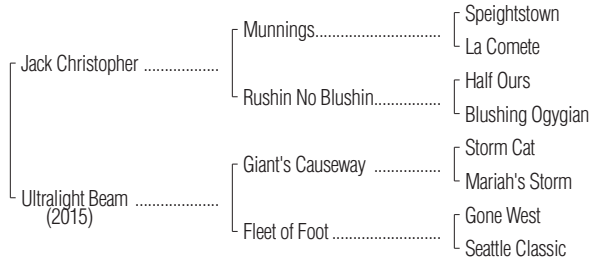 Speightstown
Munnings
La Comete
Jack Christopher
Half Ours
Rushin No Blushin
Blushing Ogygian
Storm Cat
Giant's Causeway
Mariah's Storm
Ultralight Beam
(2015)
Gone West
Fleet of Foot
Seattle Classic